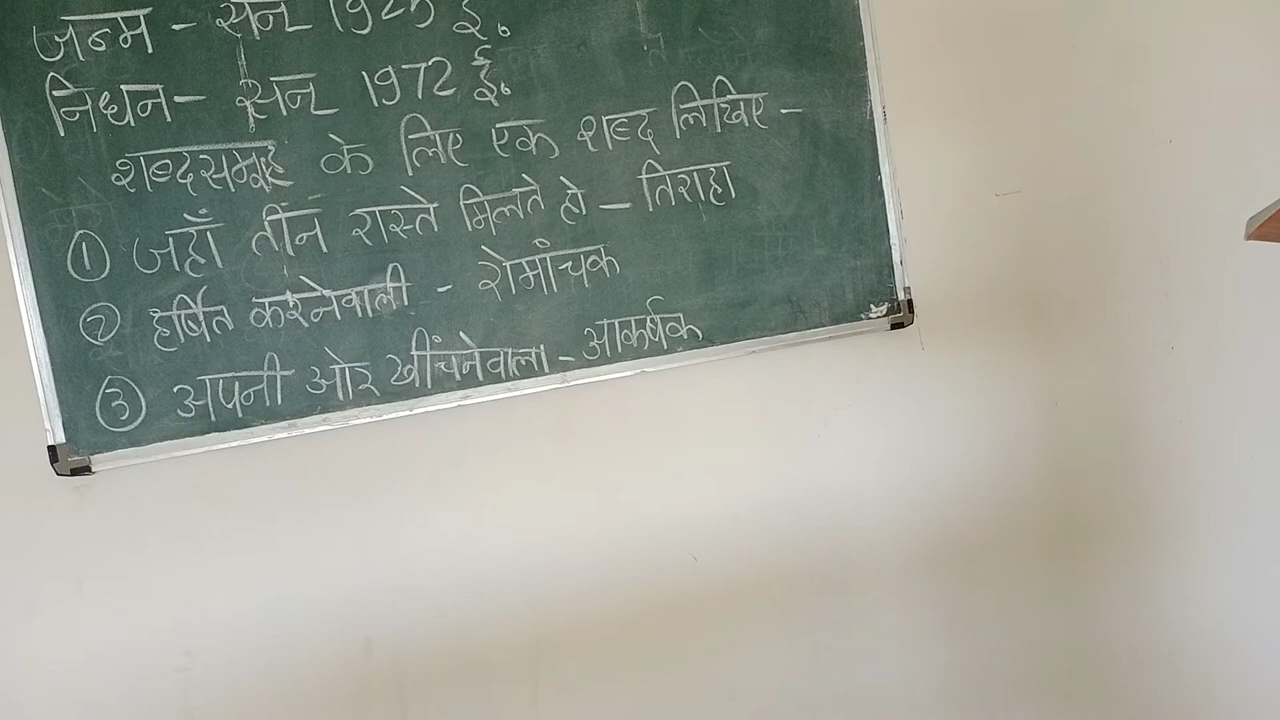 जन्म - सन 1925 ई.
निधन - सन 1972 ई.
शब्दसमूह के लिए एक शब्द लिखिए -
① जहाँ तीन रास्ते मिलते हो - तिराहा
② हर्षित करनेवाली - रोमांचक
③ अपनी ओर खींचनेवाला - आकर्षक